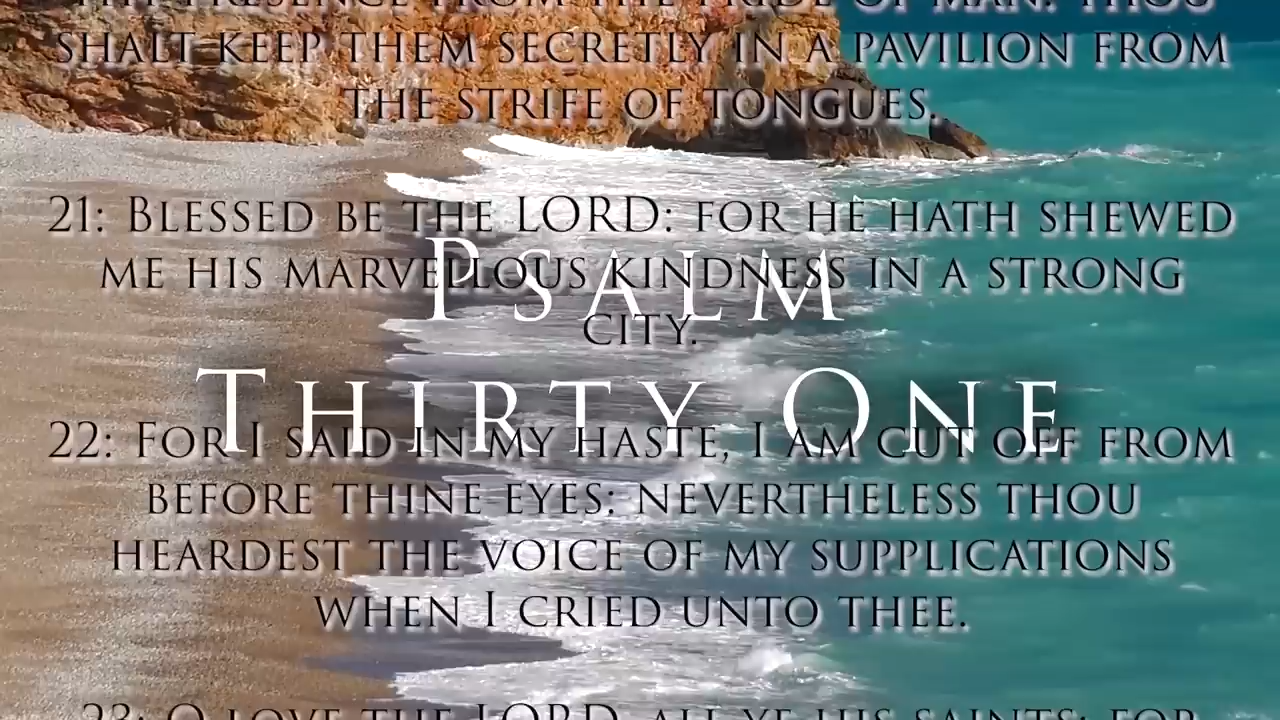 THY PRESENCE FROM THE PRIDE OF MAN: THOU
SHALT KEEP THEM SECRETLY IN A PAVILION FROM
THE STRIFE OF TONGUES.
21: BLESSED BE THE LORD: FOR HE HATH SHEWED
ME HIS MARVELLOUS KINDNESS IN A STRONG
CITY.
PSALM
THIRTY ONE
22: FOR I SAID IN MY HASTE, I AM CUT OFF FROM
BEFORE THINE EYES: NEVERTHELESS THOU
HEARDEST THE VOICE OF MY SUPPLICATIONS
WHEN I CRIED UNTO THEE.
23: O LOVE THE LORD, ALL YE HIS SAINTS: FOR